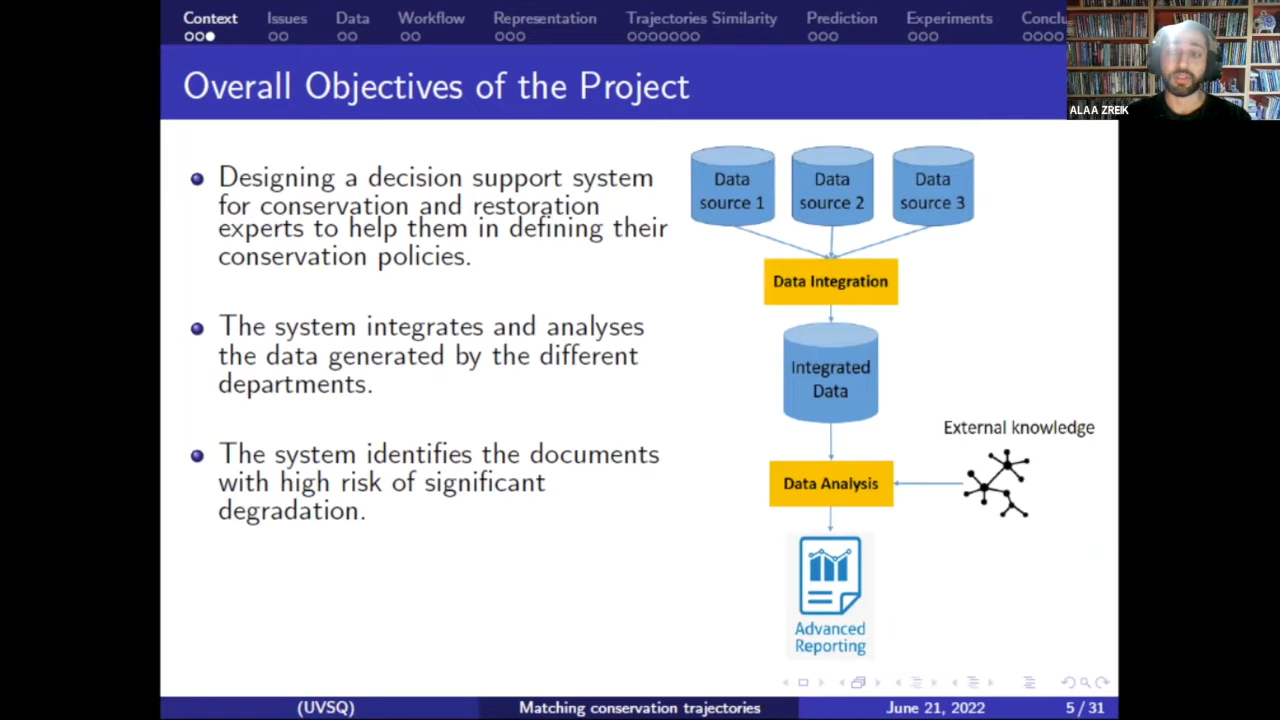 Context Issues Data Workflow Representation Trajectories Similarity Prediction Experiments Conclu
ALAA ZREIK
Overall Objectives of the Project
Designing a decision support system
for conservation and restoration
experts to help them in defining their
conservation policies.
The system integrates and analyses
the data generated by the different
departments.
The system identifies the documents
with high risk of significant
degradation.
Data
source 1
Data
source 2
Data
source 3
Data Integration
Integrated
Data
External knowledge
Data Analysis
Advanced
Reporting
(UVSQ) Matching conservation trajectories June 21, 2022 5 / 31